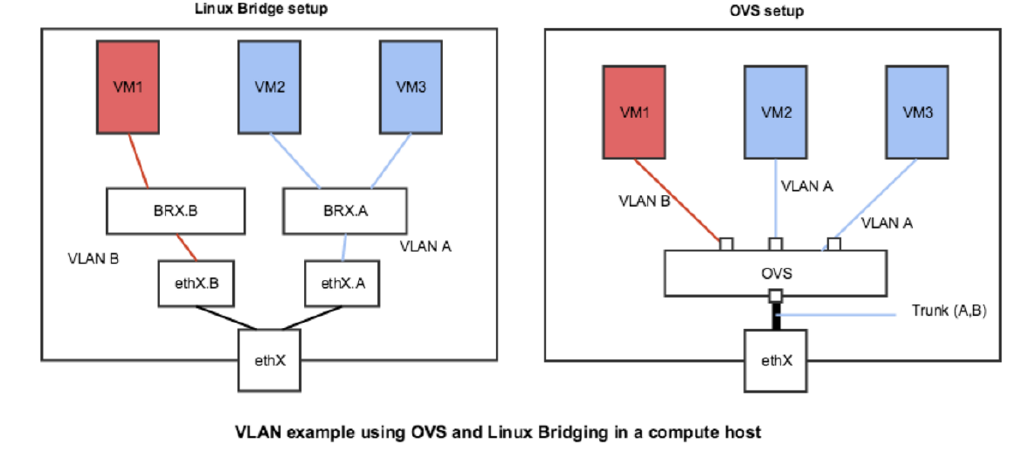 Linux Bridge setup
OVS setup
VM1
VM2
VM3
BRX.B
BRX.A
VLAN B
VLAN A
ethX.B
ethX.A
ethX
VM1
VM2
VM3
VLAN B
VLAN A
VLAN A
OVS
Trunk (A,B)
ethX
VLAN example using OVS and Linux Bridging in a compute host